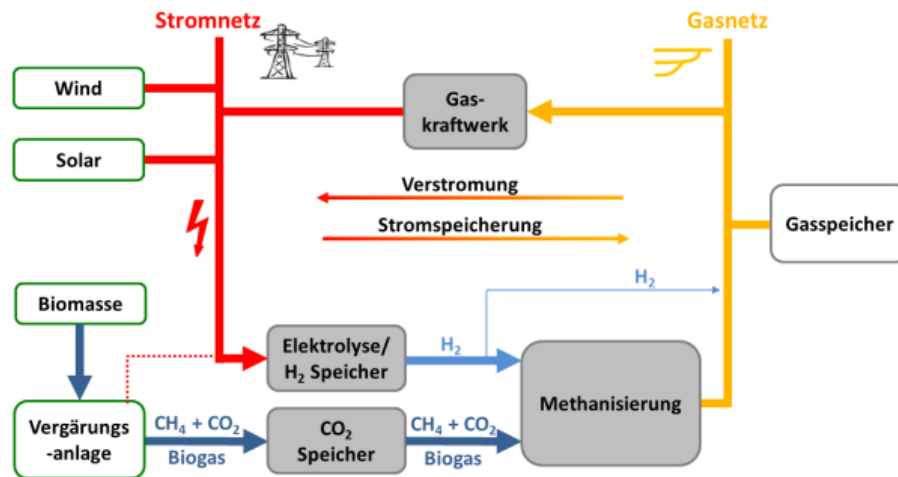 Stromnetz
Gasnetz
Wind
Gas-
kraftwerk
Solar
Verstromung
Stromspeicherung
Gasspeicher
Biomasse
H₂
Elektrolyse/
H₂ Speicher
H₂
Methanisierung
Vergärungs
-anlage
CH₄ + CO₂
Biogas
CO₂
Speicher
CH₄ + CO₂
Biogas